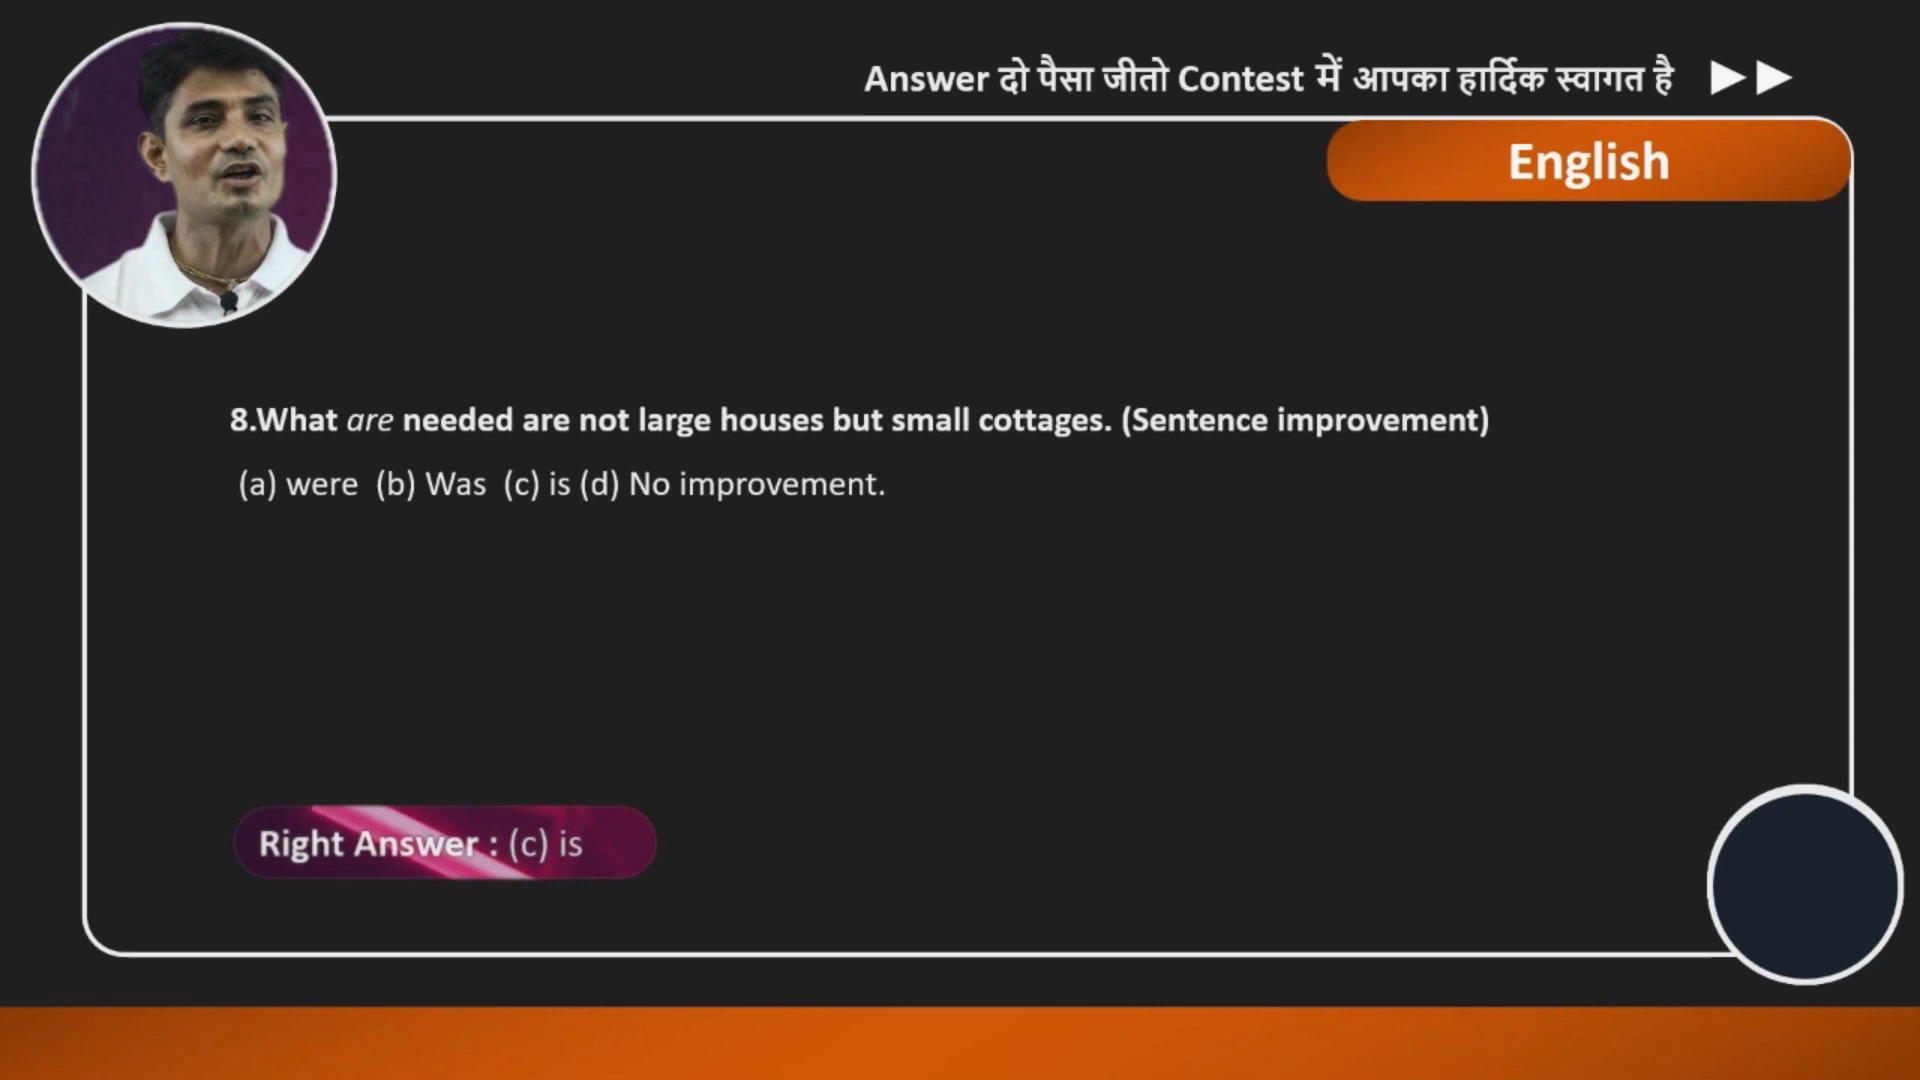 Answer दो पैसा जीतो Contest में आपका हार्दिक स्वागत है
English
8.What are needed are not large houses but small cottages. (Sentence improvement)
(a) were (b) Was (c) is (d) No improvement.
Right Answer : (c) is